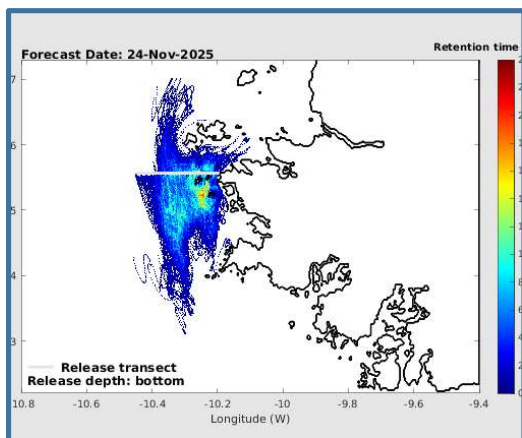 Forecast Date: 24-Nov-2025
Retention time
7
6
5
4
3
Release transect
Release depth: bottom
10.8
-10.6
-10.4
-10.2
-10
-9.8
-9.6
-9.4
Longitude (W)